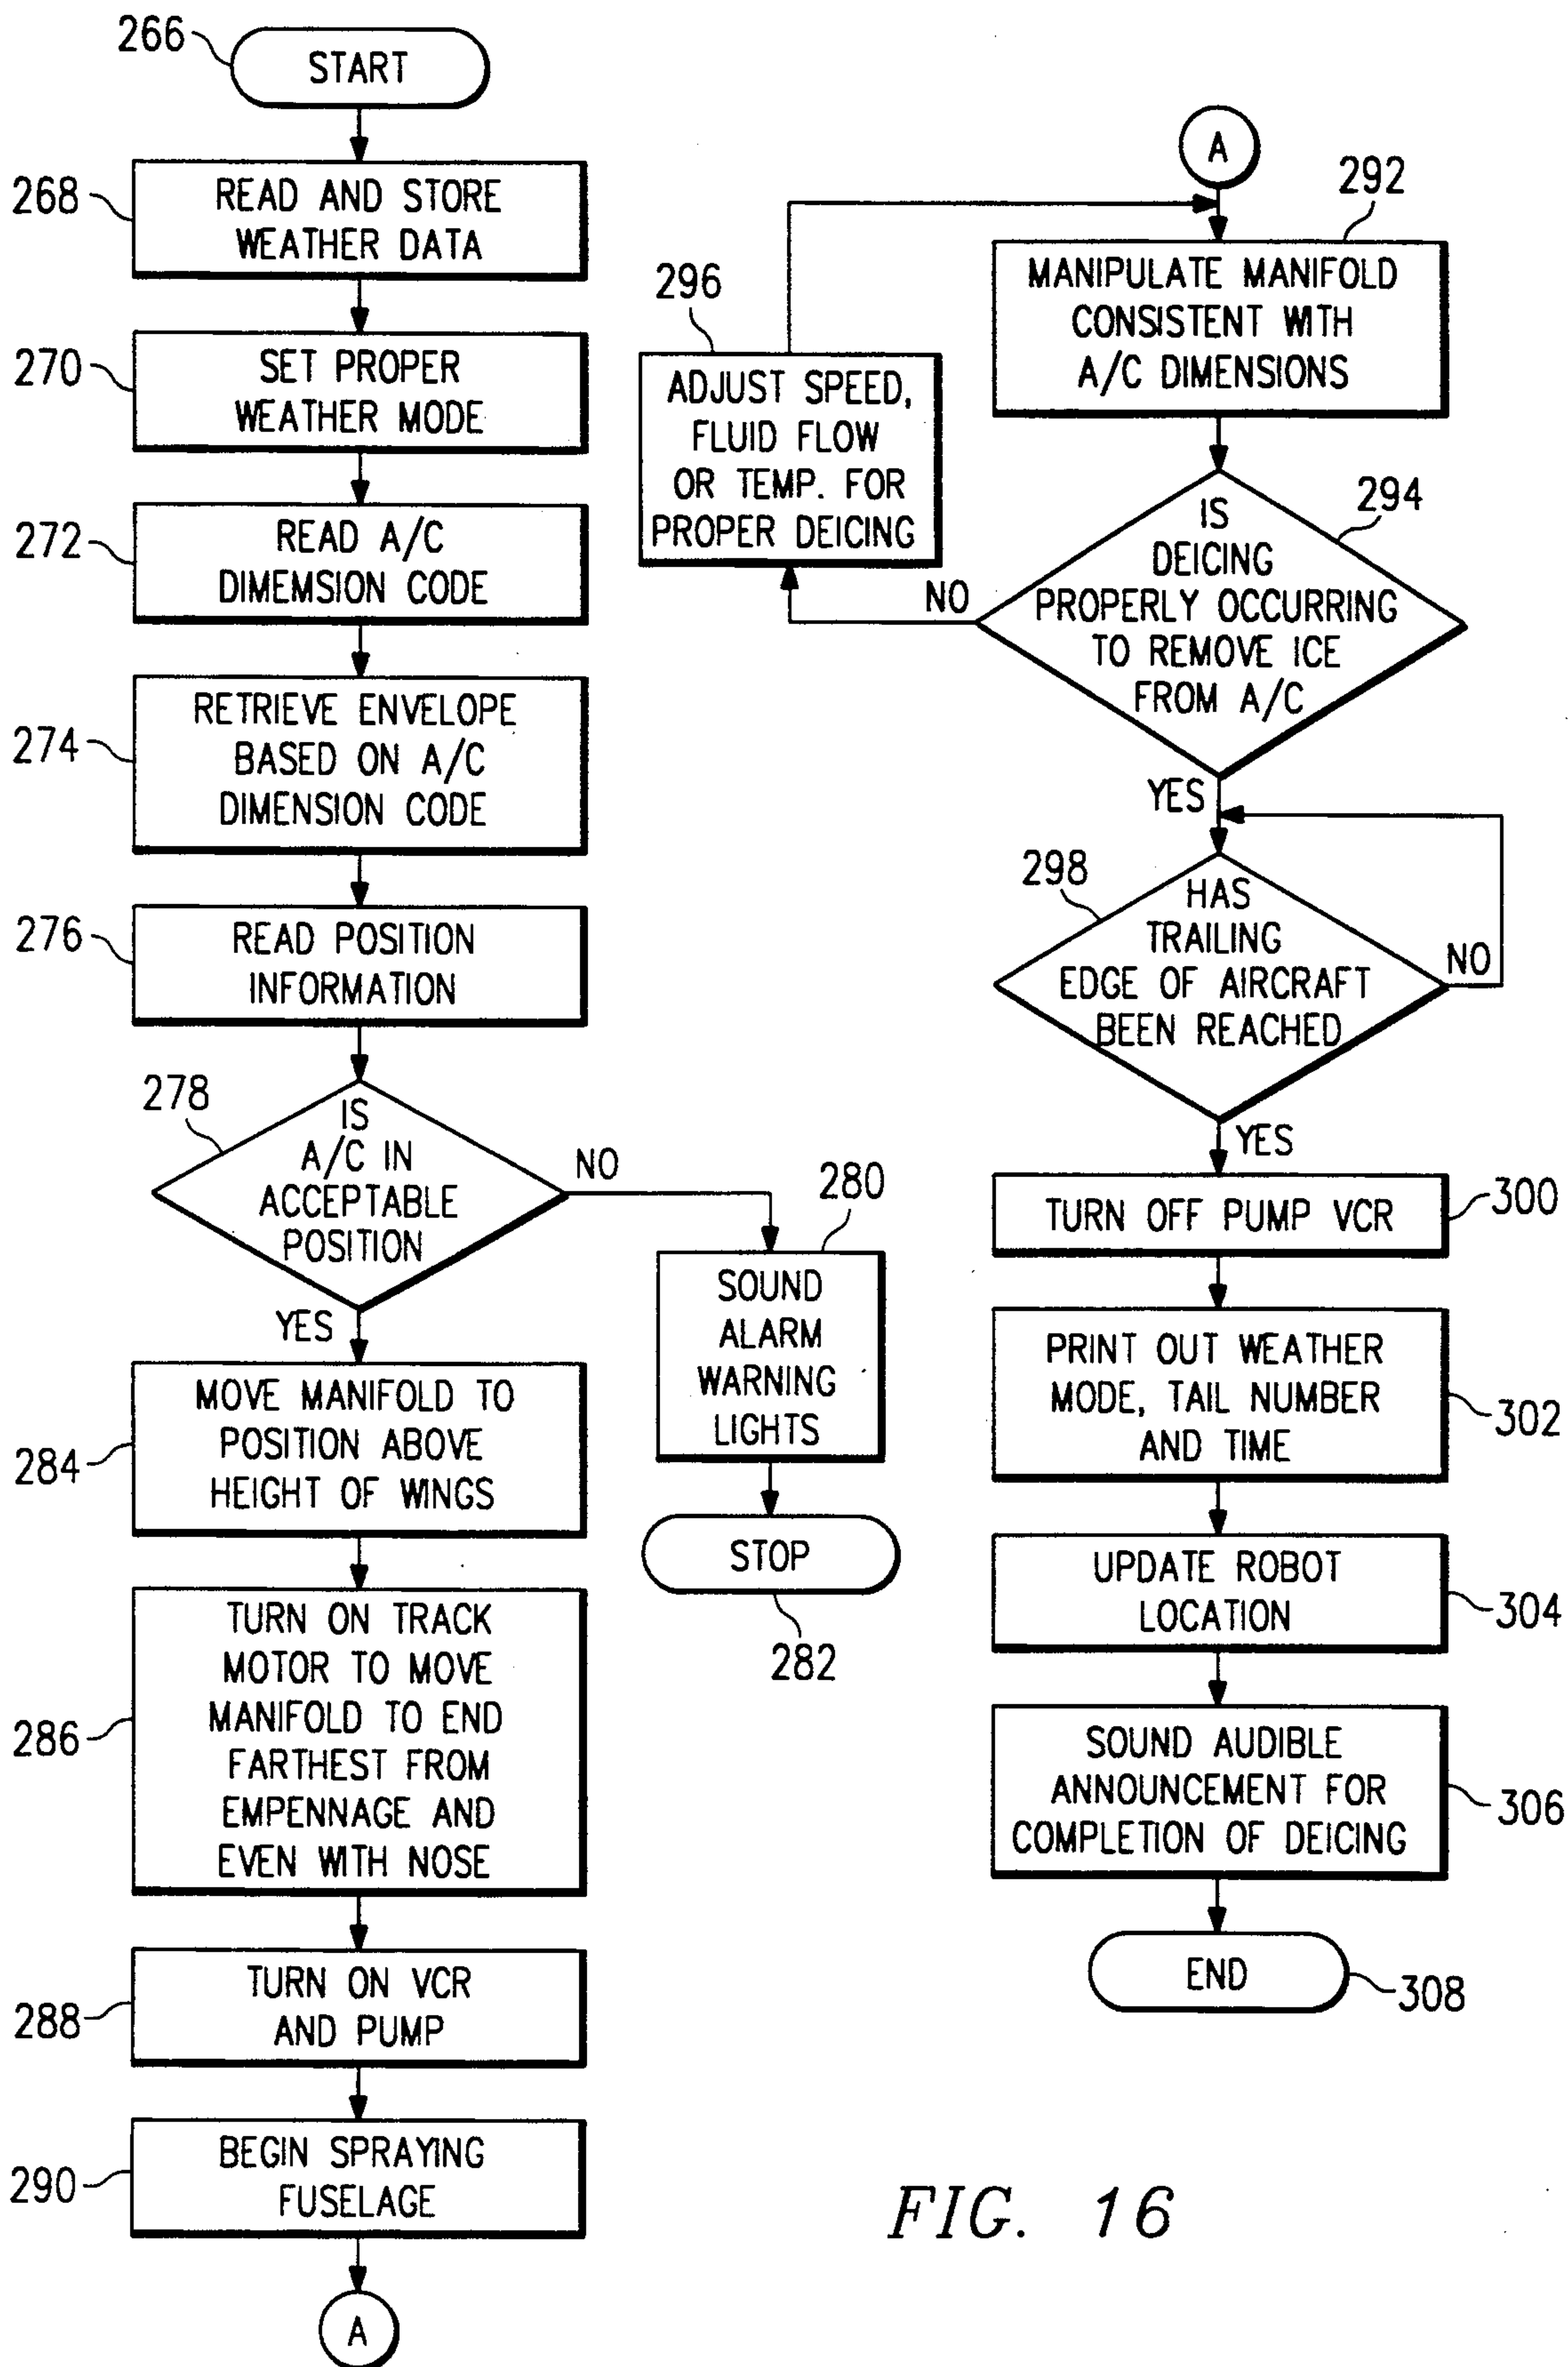 266
START
268
READ AND STORE
WEATHER DATA
270
SET PROPER
WEATHER MODE
272
READ A/C
DIMEMSION CODE
274
RETRIEVE ENVELOPE
BASED ON A/C
DIMENSION CODE
276
READ POSITION
INFORMATION
278
IS
A/C IN
ACCEPTABLE
POSITION
NO
YES
280
SOUND
ALARM
WARNING
LIGHTS
STOP
282
284
MOVE MANIFOLD TO
POSITION ABOVE
HEIGHT OF WINGS
286
TURN ON TRACK
MOTOR TO MOVE
MANIFOLD TO END
FARTHEST FROM
EMPENNAGE AND
EVEN WITH NOSE
288
TURN ON VCR
AND PUMP
290
BEGIN SPRAYING
FUSELAGE
A
A
292
MANIPULATE MANIFOLD
CONSISTENT WITH
A/C DIMENSIONS
296
ADJUST SPEED,
FLUID FLOW
OR TEMP. FOR
PROPER DEICING
294
IS
DEICING
PROPERLY OCCURRING
TO REMOVE ICE
FROM A/C
NO
YES
298
HAS
TRAILING
EDGE OF AIRCRAFT
BEEN REACHED
NO
YES
TURN OFF PUMP VCR
300
PRINT OUT WEATHER
MODE, TAIL NUMBER
AND TIME
302
UPDATE ROBOT
LOCATION
304
SOUND AUDIBLE
ANNOUNCEMENT FOR
COMPLETION OF DEICING
306
END
308
FIG. 16